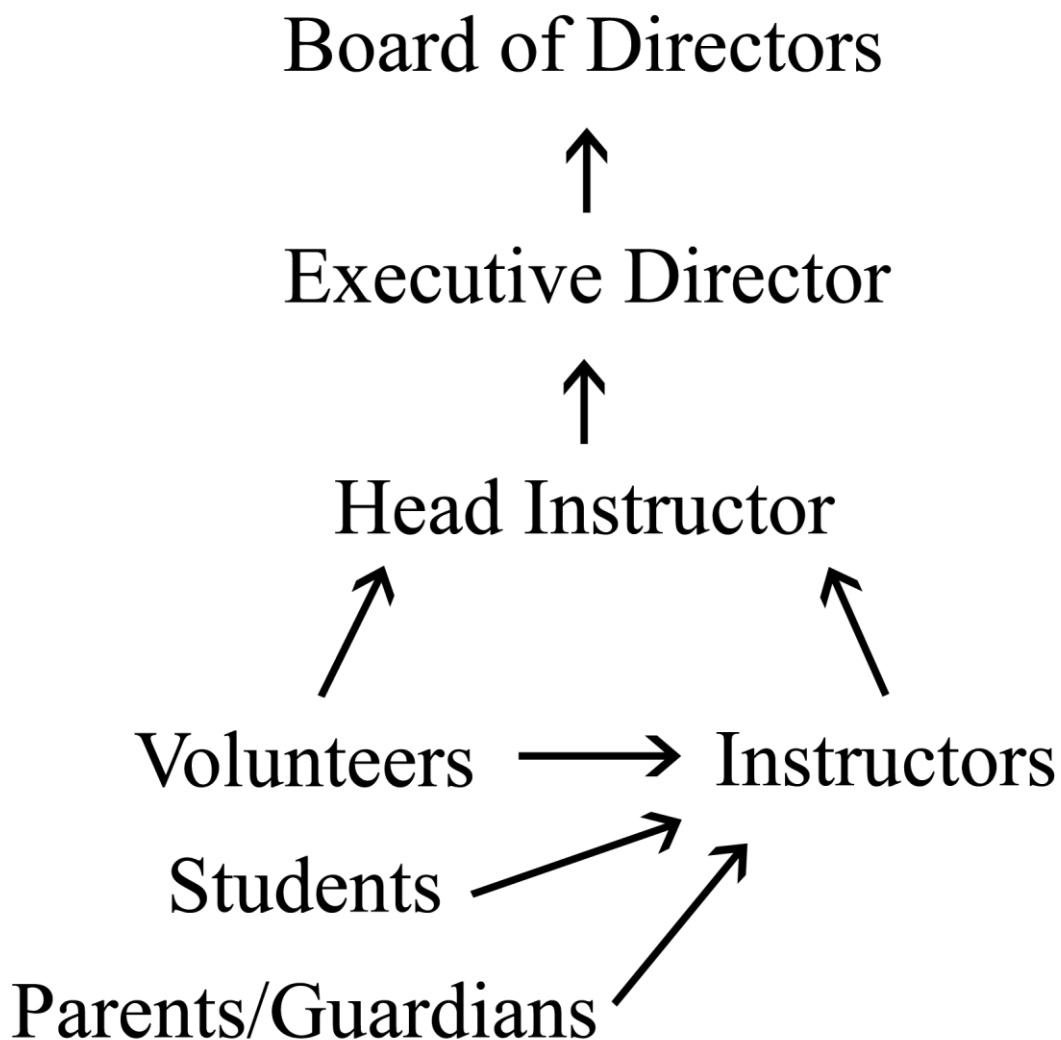 Board of Directors
Executive Director
Head Instructor
Volunteers
Instructors
Students
Parents/Guardians